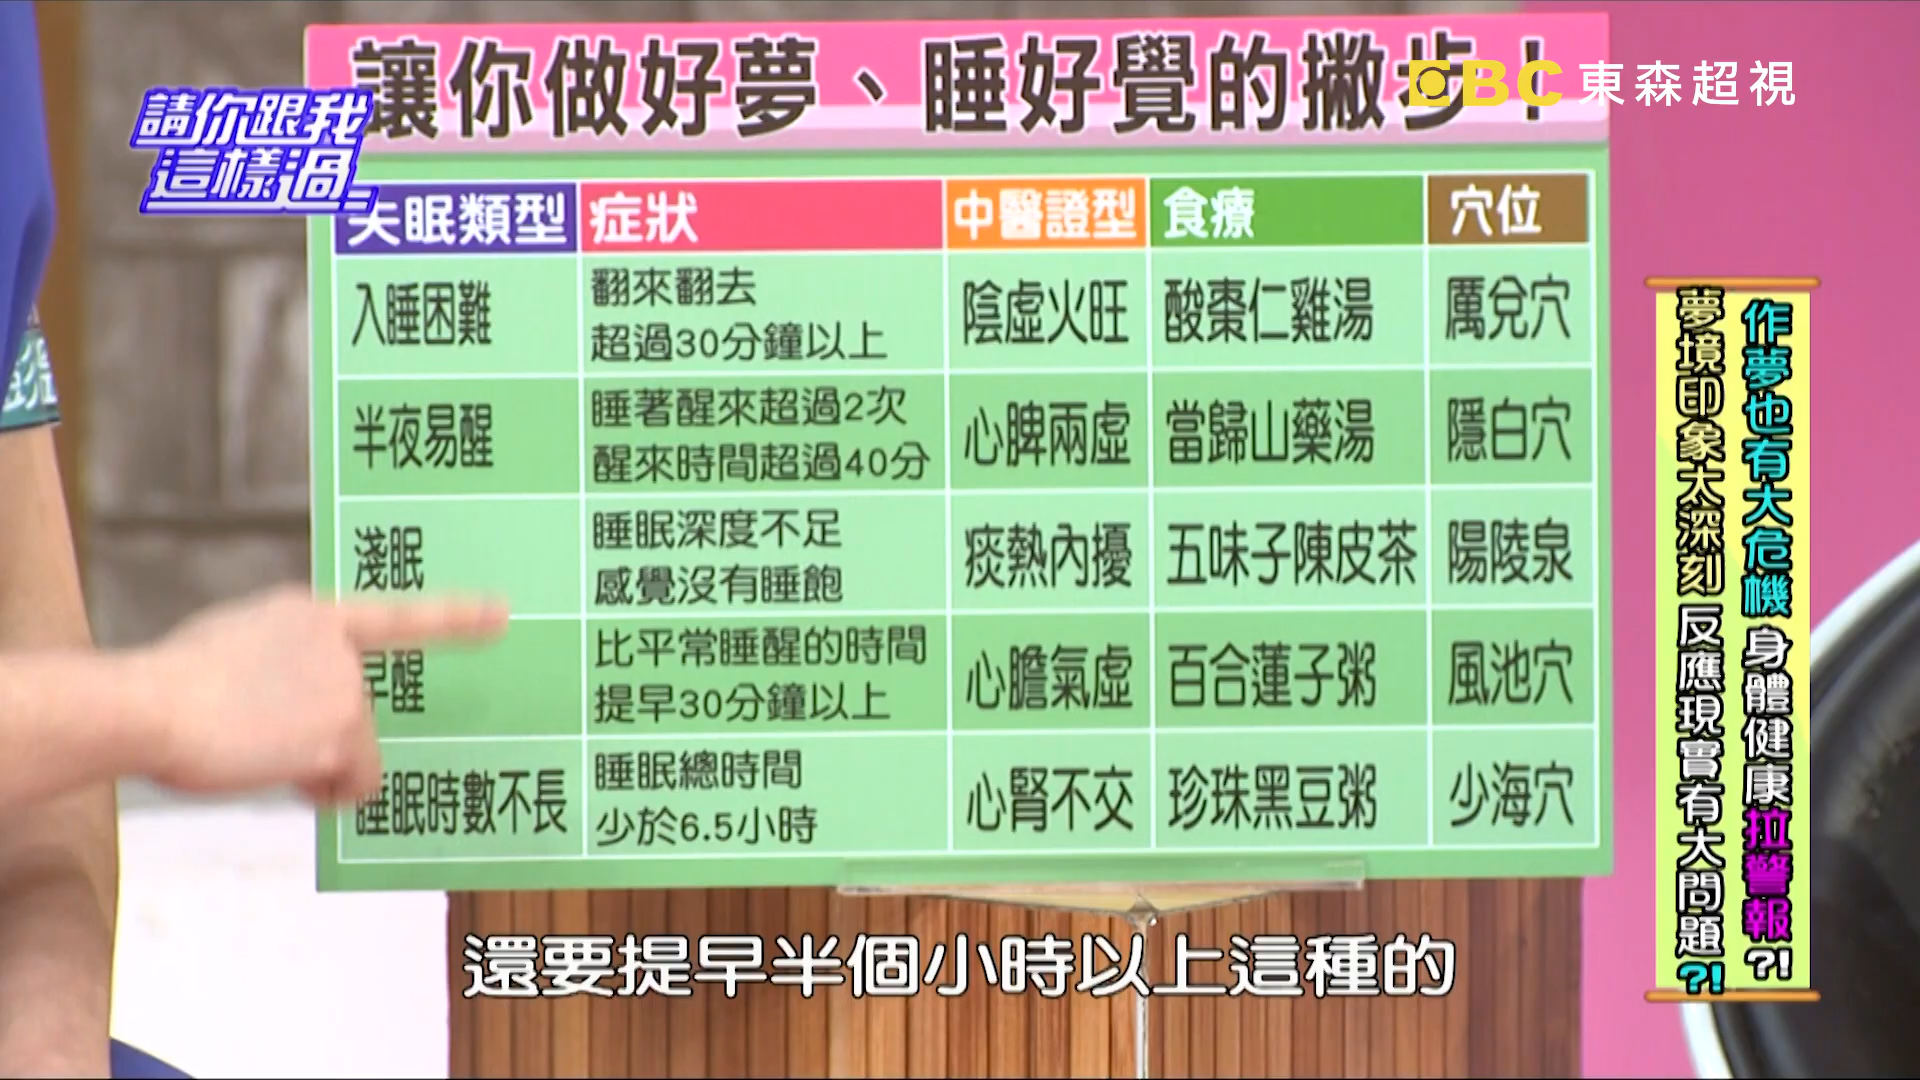 讓你做好夢、睡好覺的撇步！
EBC 東森超視
請你跟我
這樣過
失眠類型 症狀 中醫證型 食療 穴位
入睡困難 翻來翻去
超過30分鐘以上 陰虛火旺 酸棗仁雞湯 厲兌穴
半夜易醒 睡著醒來超過2次
醒來時間超過40分 心脾兩虛 當歸山藥湯 隱白穴
淺眠 睡眠深度不足
感覺沒有睡飽 痰熱內擾 五味子陳皮茶 陽陵泉
早醒 比平常睡醒的時間
提早30分鐘以上 心膽氣虛 百合蓮子粥 風池穴
睡眠時數不長 睡眠總時間
少於6.5小時 心腎不交 珍珠黑豆粥 少海穴
作夢也有大危機 身體健康拉警報?!
夢境印象太深刻 反應現實有大問題?!
還要提早半個小時以上這種的